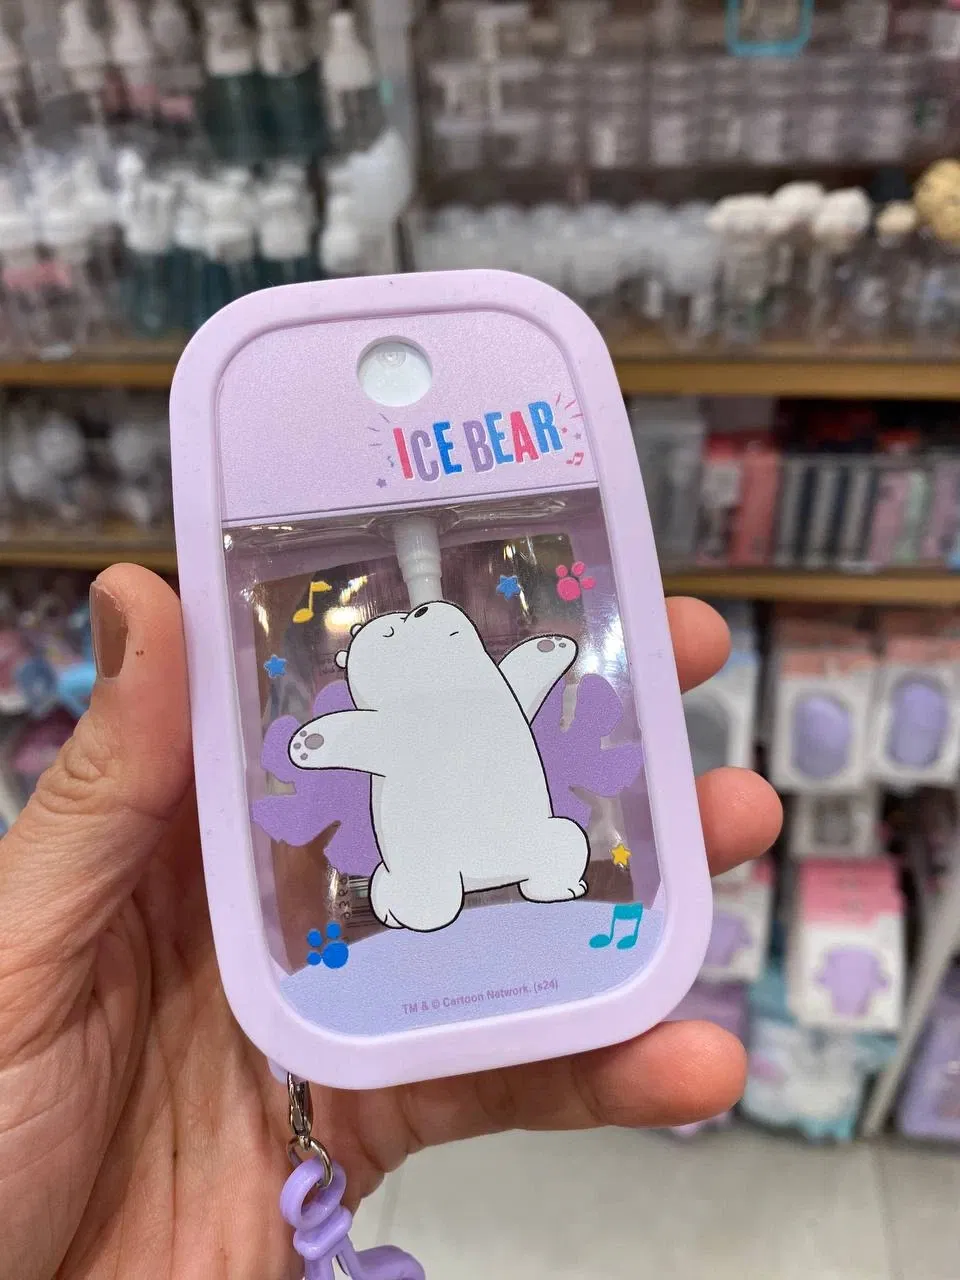 ICE BEAR
TM & © Cartoon Network. (s24)